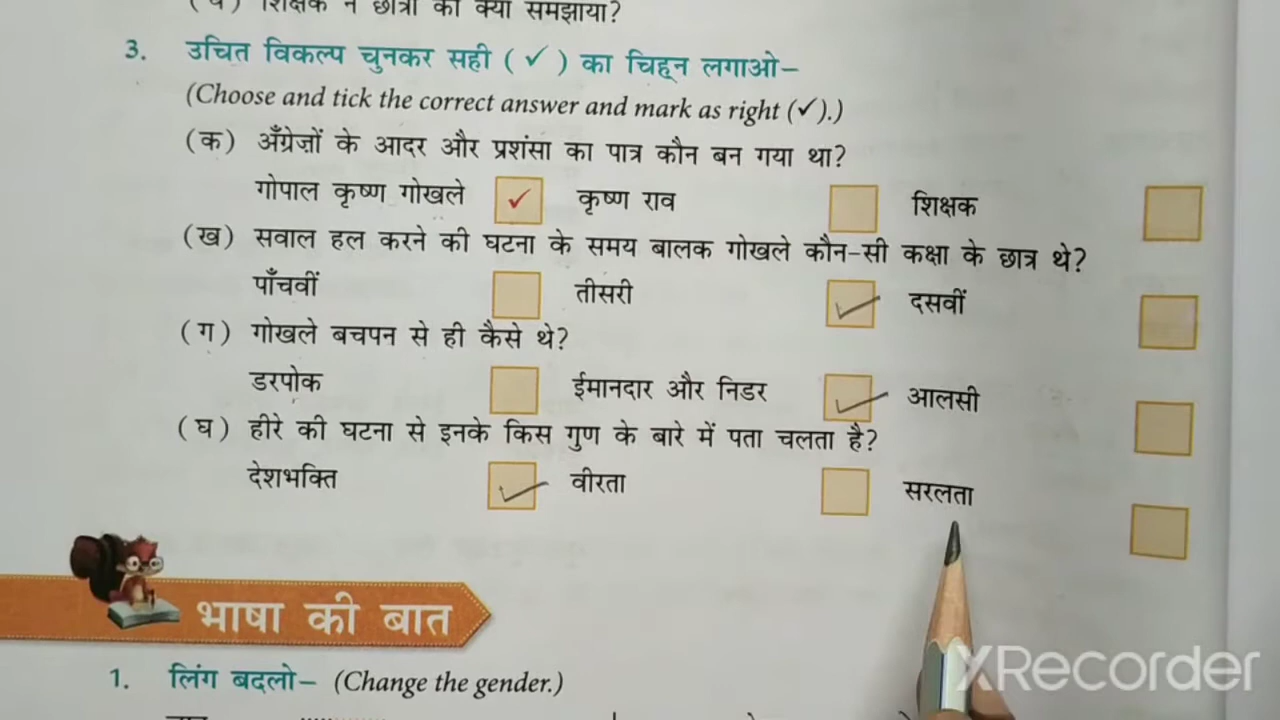 शिक्षक ने छात्रों को क्या समझाया?
3. उचित विकल्प चुनकर सही (✓) का चिह्न लगाओ–
(Choose and tick the correct answer and mark as right (✓).)
(क) अँग्रेजों के आदर और प्रशंसा का पात्र कौन बन गया था?
गोपाल कृष्ण गोखले ✓ कृष्ण राव शिक्षक
(ख) सवाल हल करने की घटना के समय बालक गोखले कौन-सी कक्षा के छात्र थे?
पाँचवीं तीसरी ✓ दसवीं
(ग) गोखले बचपन से ही कैसे थे?
डरपोक ईमानदार और निडर ✓ आलसी
(घ) हीरे की घटना से इनके किस गुण के बारे में पता चलता है?
देशभक्ति ✓ वीरता सरलता
भाषा की बात
XRecorder
1. लिंग बदलो– (Change the gender.)